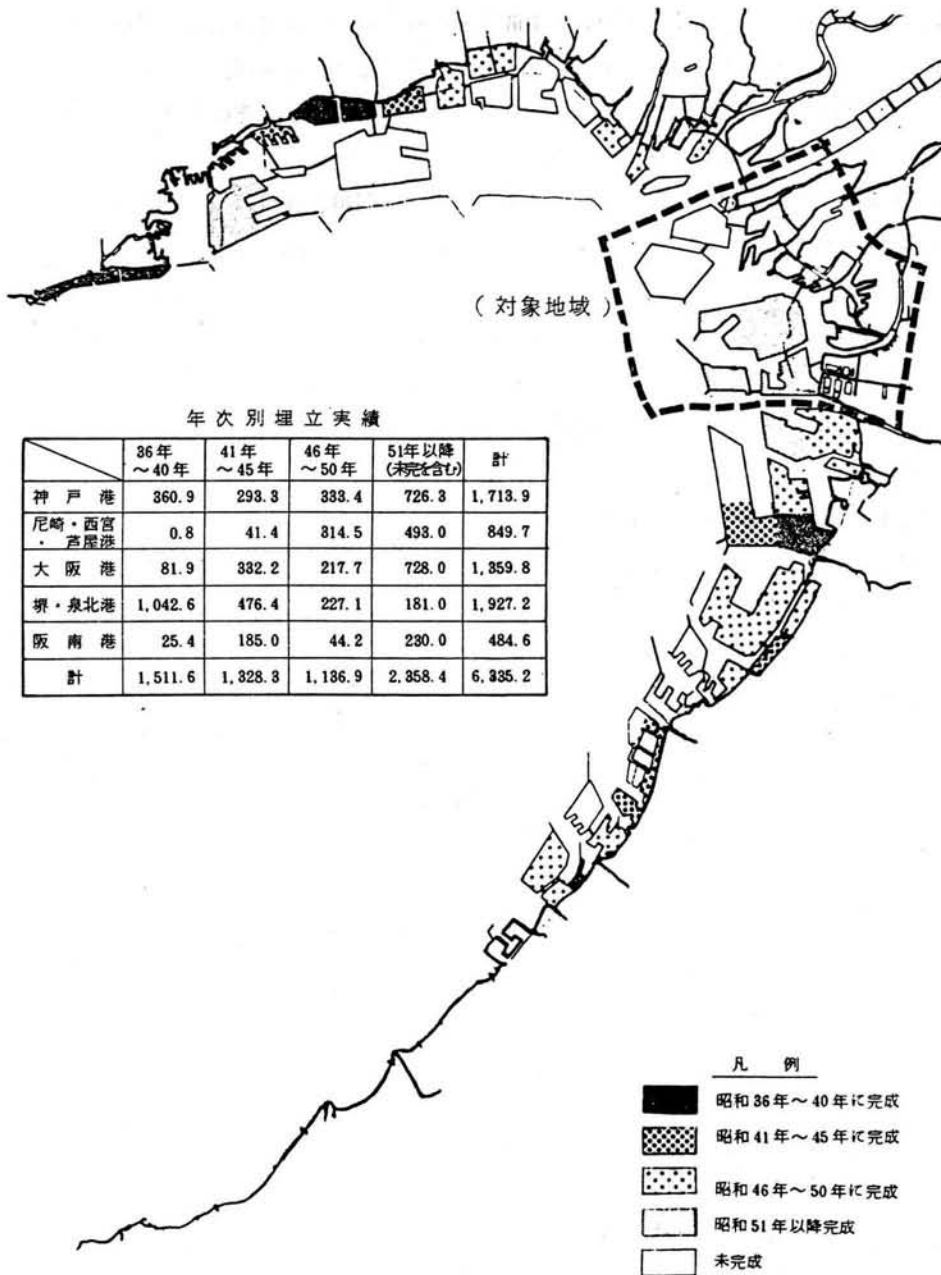 (対象地域)
年次別埋立実績
36年～40年 41年～45年 46年～50年 51年以降(未完を含む) 計
神戸港 360.9 293.3 333.4 726.3 1,713.9
尼崎・西宮・芦屋港 0.8 41.4 314.5 493.0 849.7
大阪港 81.9 332.2 217.7 728.0 1,359.8
堺・泉北港 1,042.6 476.4 227.1 181.0 1,927.2
阪南港 25.4 185.0 44.2 230.0 484.6
計 1,511.6 1,328.3 1,136.9 2.358.4 6,335.2
凡例
昭和36年～40年に完成
昭和41年～45年に完成
昭和46年～50年に完成
昭和51年以降完成
未完成